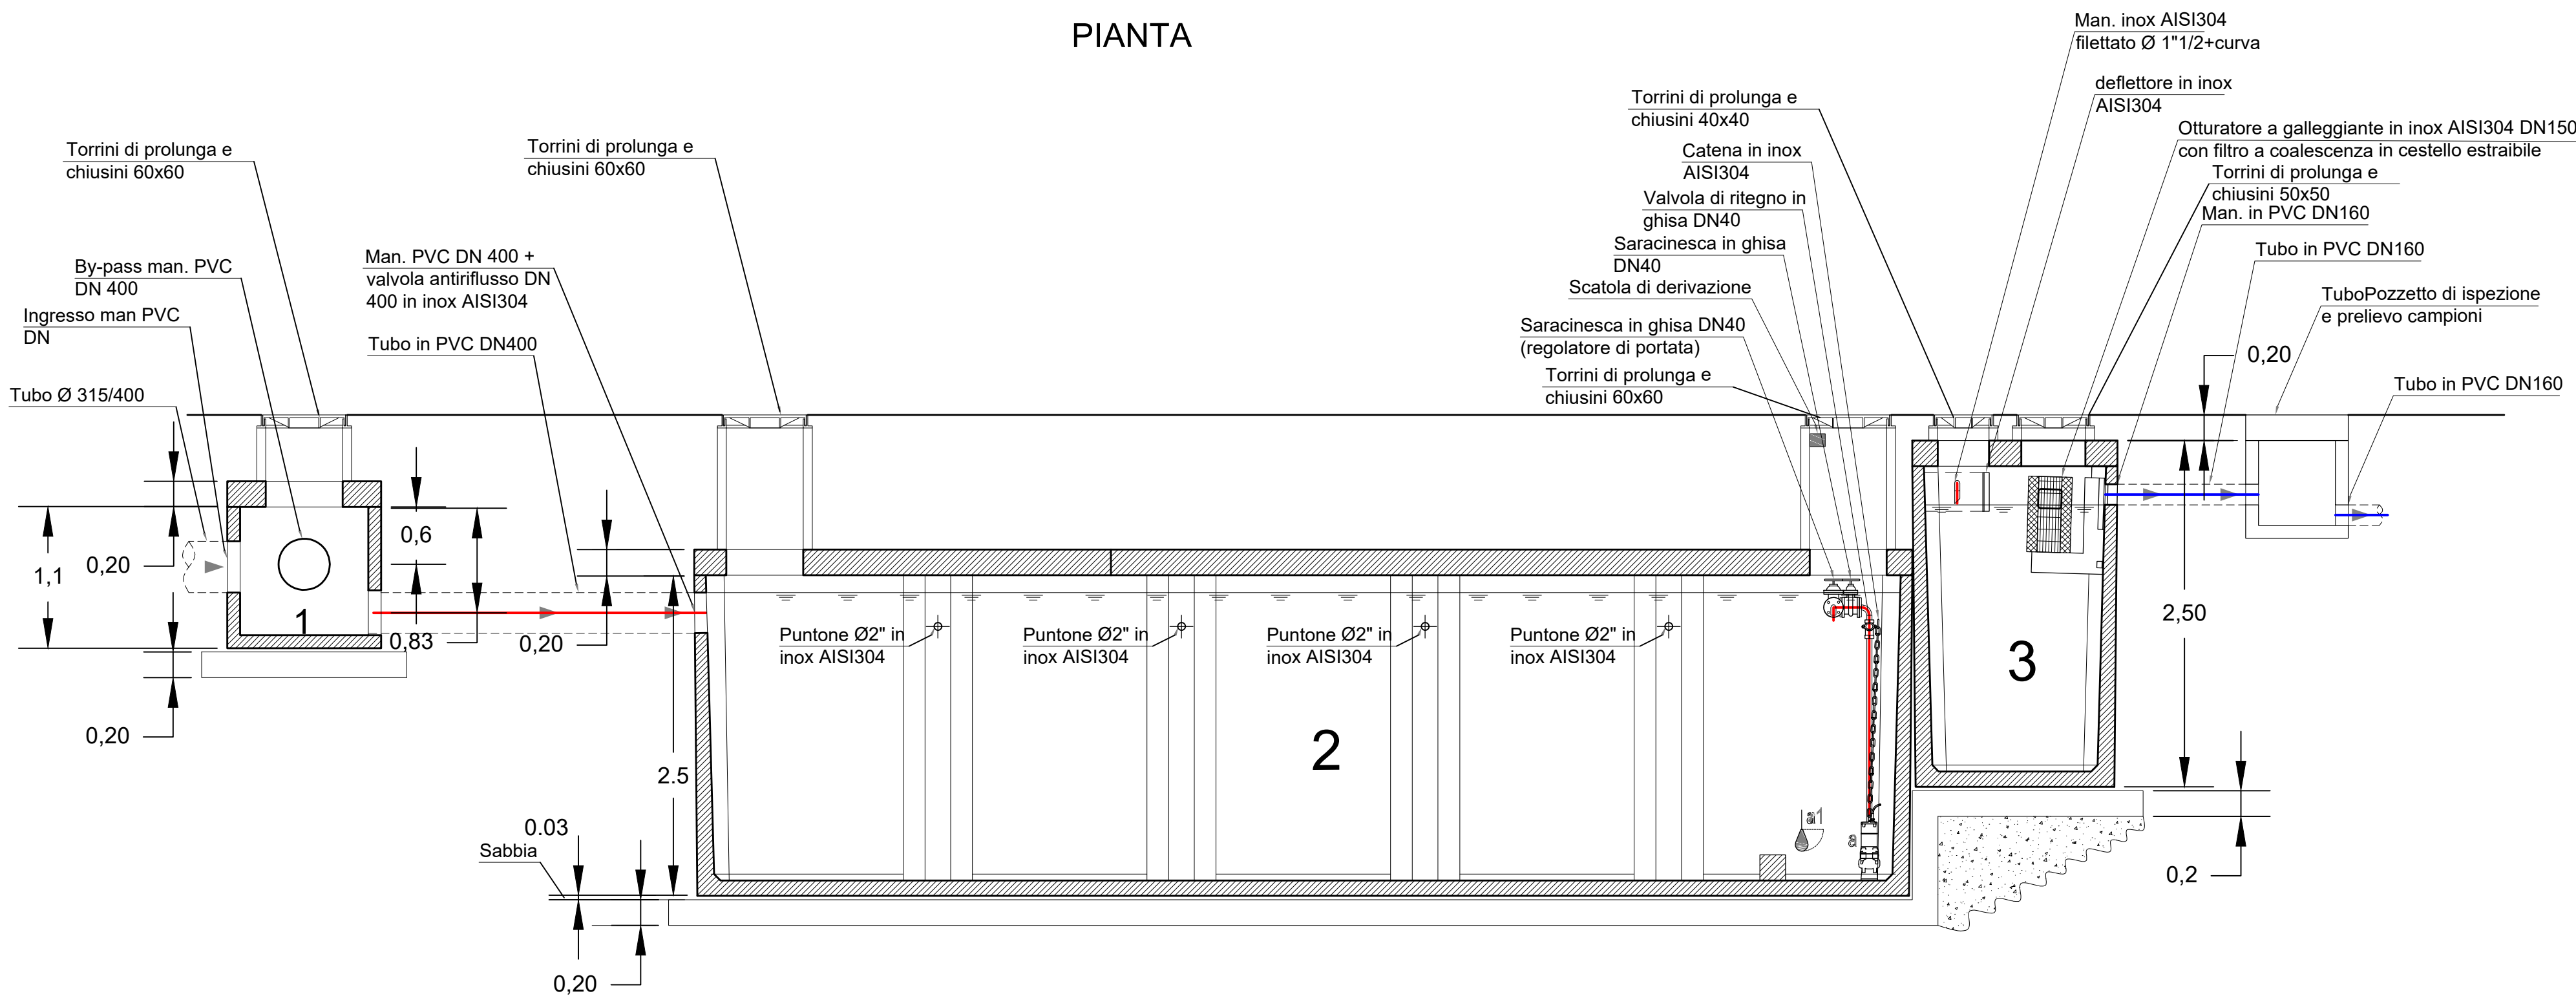 PIANTA
Man. inox AISI304
filettato Ø 1"1/2+curva
deflettore in inox
AISI304
Otturatore a galleggiante in inox AISI304 DN150
con filtro a coalescenza in cestello estraibile
Torrini di prolunga e
chiusini 50x50
Man. in PVC DN160
Tubo in PVC DN160
TuboPozzetto di ispezione
e prelievo campioni
0,20
Tubo in PVC DN160
Torrini di prolunga e
chiusini 40x40
Catena in inox
AISI304
Valvola di ritegno in
ghisa DN40
Saracinesca in ghisa
DN40
Scatola di derivazione
Saracinesca in ghisa DN40
(regolatore di portata)
Torrini di prolunga e
chiusini 60x60
Torrini di prolunga e
chiusini 60x60
Torrini di prolunga e
chiusini 60x60
By-pass man. PVC
DN 400
Ingresso man PVC
DN
Tubo Ø 315/400
Man. PVC DN 400 +
valvola antiriflusso DN
400 in inox AISI304
Tubo in PVC DN400
0,6
1,1
0,20
1
0,83
0,20
0,20
Puntone Ø2" in
inox AISI304
Puntone Ø2" in
inox AISI304
Puntone Ø2" in
inox AISI304
Puntone Ø2" in
inox AISI304
2
3
2,50
2.5
a1
a
0.03
Sabbia
0,20
0,2